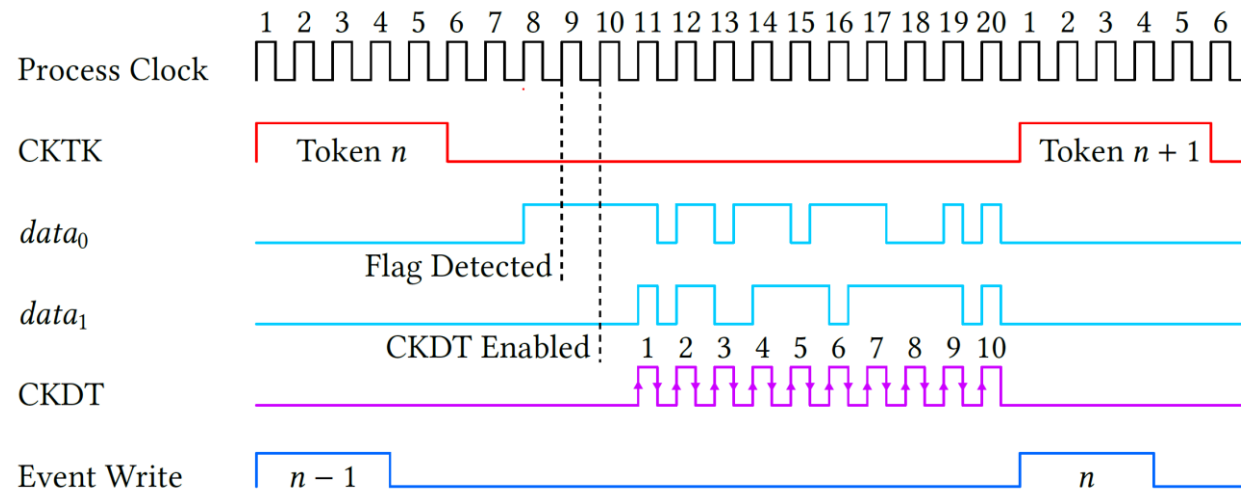 1 2 3 4 5 6 7 8 9 10 11 12 13 14 15 16 17 18 19 20 1 2 3 4 5 6
Process Clock
CKTK Token n Token n + 1
data0
Flag Detected
data1
CKDT Enabled 1 2 3 4 5 6 7 8 9 10
CKDT
Event Write n − 1 n